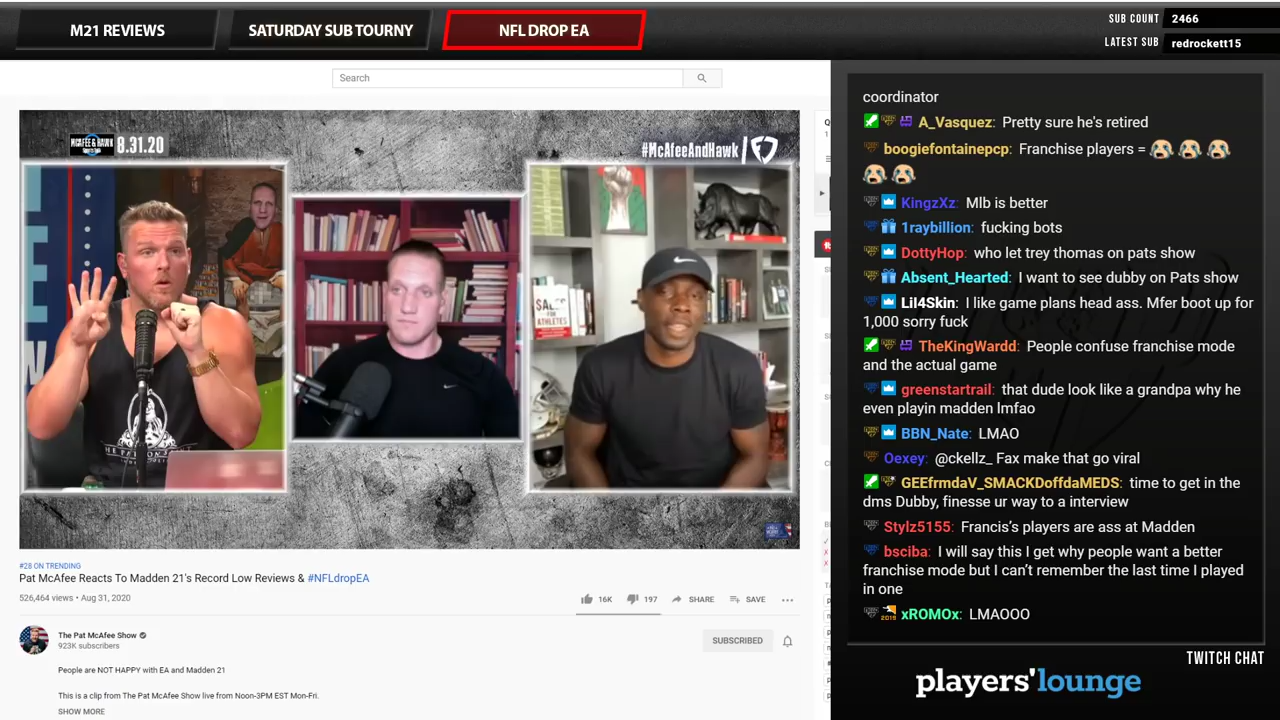 M21 REVIEWS
SATURDAY SUB TOURNY
NFL DROP EA
SUB COUNT 2466
LATEST SUB redrockett15
Search
MCAFEE & HAWK 8.31.20
#McAfeeAndHawk
SALES
FOR
ATHLETES
#28 ON TRENDING
Pat McAfee Reacts To Madden 21's Record Low Reviews & #NFLdropEA
526,464 views • Aug 31, 2020
16K 197 SHARE SAVE
The Pat McAfee Show
923K subscribers
SUBSCRIBED
People are NOT HAPPY with EA and Madden 21
This is a clip from The Pat McAfee Show live from Noon-3PM EST Mon-Fri.
SHOW MORE
coordinator
A_Vasquez: Pretty sure he's retired
boogiefontainepcp: Franchise players = 😭 😭 😭
😭 😭
KingzXz: Mlb is better
1raybillion: fucking bots
DottyHop: who let trey thomas on pats show
Absent_Hearted: I want to see dubby on Pats show
Lil4Skin: I like game plans head ass. Mfer boot up for
1,000 sorry fuck
TheKingWardd: People confuse franchise mode
and the actual game
greenstartrail: that dude look like a grandpa why he
even playin madden lmfao
BBN_Nate: LMAO
Oexey: @ckellz_ Fax make that go viral
GEEfrmdaV_SMACKDoffdaMEDS: time to get in the
dms Dubby, finesse ur way to a interview
Stylz5155: Francis's players are ass at Madden
bsciba: I will say this I get why people want a better
franchise mode but I can't remember the last time I played
in one
2015 xROMOx: LMAOOO
TWITCH CHAT
players'lounge